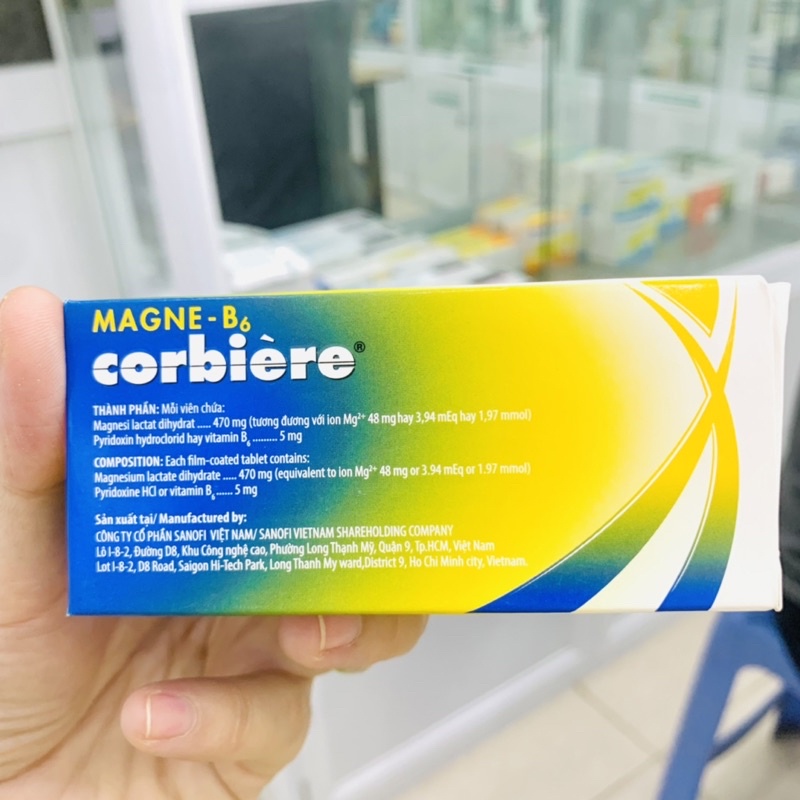 MAGNE - B6
corbière®
THÀNH PHẦN: Mỗi viên chứa:
Magnesi lactat dihydrat ..... 470 mg (tương đương với ion Mg²⁺ 48 mg hay 3,94 mEq hay 1,97 mmol)
Pyridoxin hydroclorid hay vitamin B6 ......... 5 mg
COMPOSITION: Each film-coated tablet contains:
Magnesium lactate dihydrate ..... 470 mg (equivalent to ion Mg²⁺ 48 mg or 3.94 mEq or 1.97 mmol)
Pyridoxine HCl or vitamin B6 ...... 5 mg
Sản xuất tại/ Manufactured by:
CÔNG TY CỔ PHẦN SANOFI VIỆT NAM/ SANOFI VIETNAM SHAREHOLDING COMPANY
Lô I-8-2, Đường D8, Khu Công nghệ cao, Phường Long Thạnh Mỹ, Quận 9, Tp.HCM, Việt Nam
Lot I-8-2, D8 Road, Saigon Hi-Tech Park, Long Thanh My ward,District 9, Ho Chi Minh city, Vietnam.